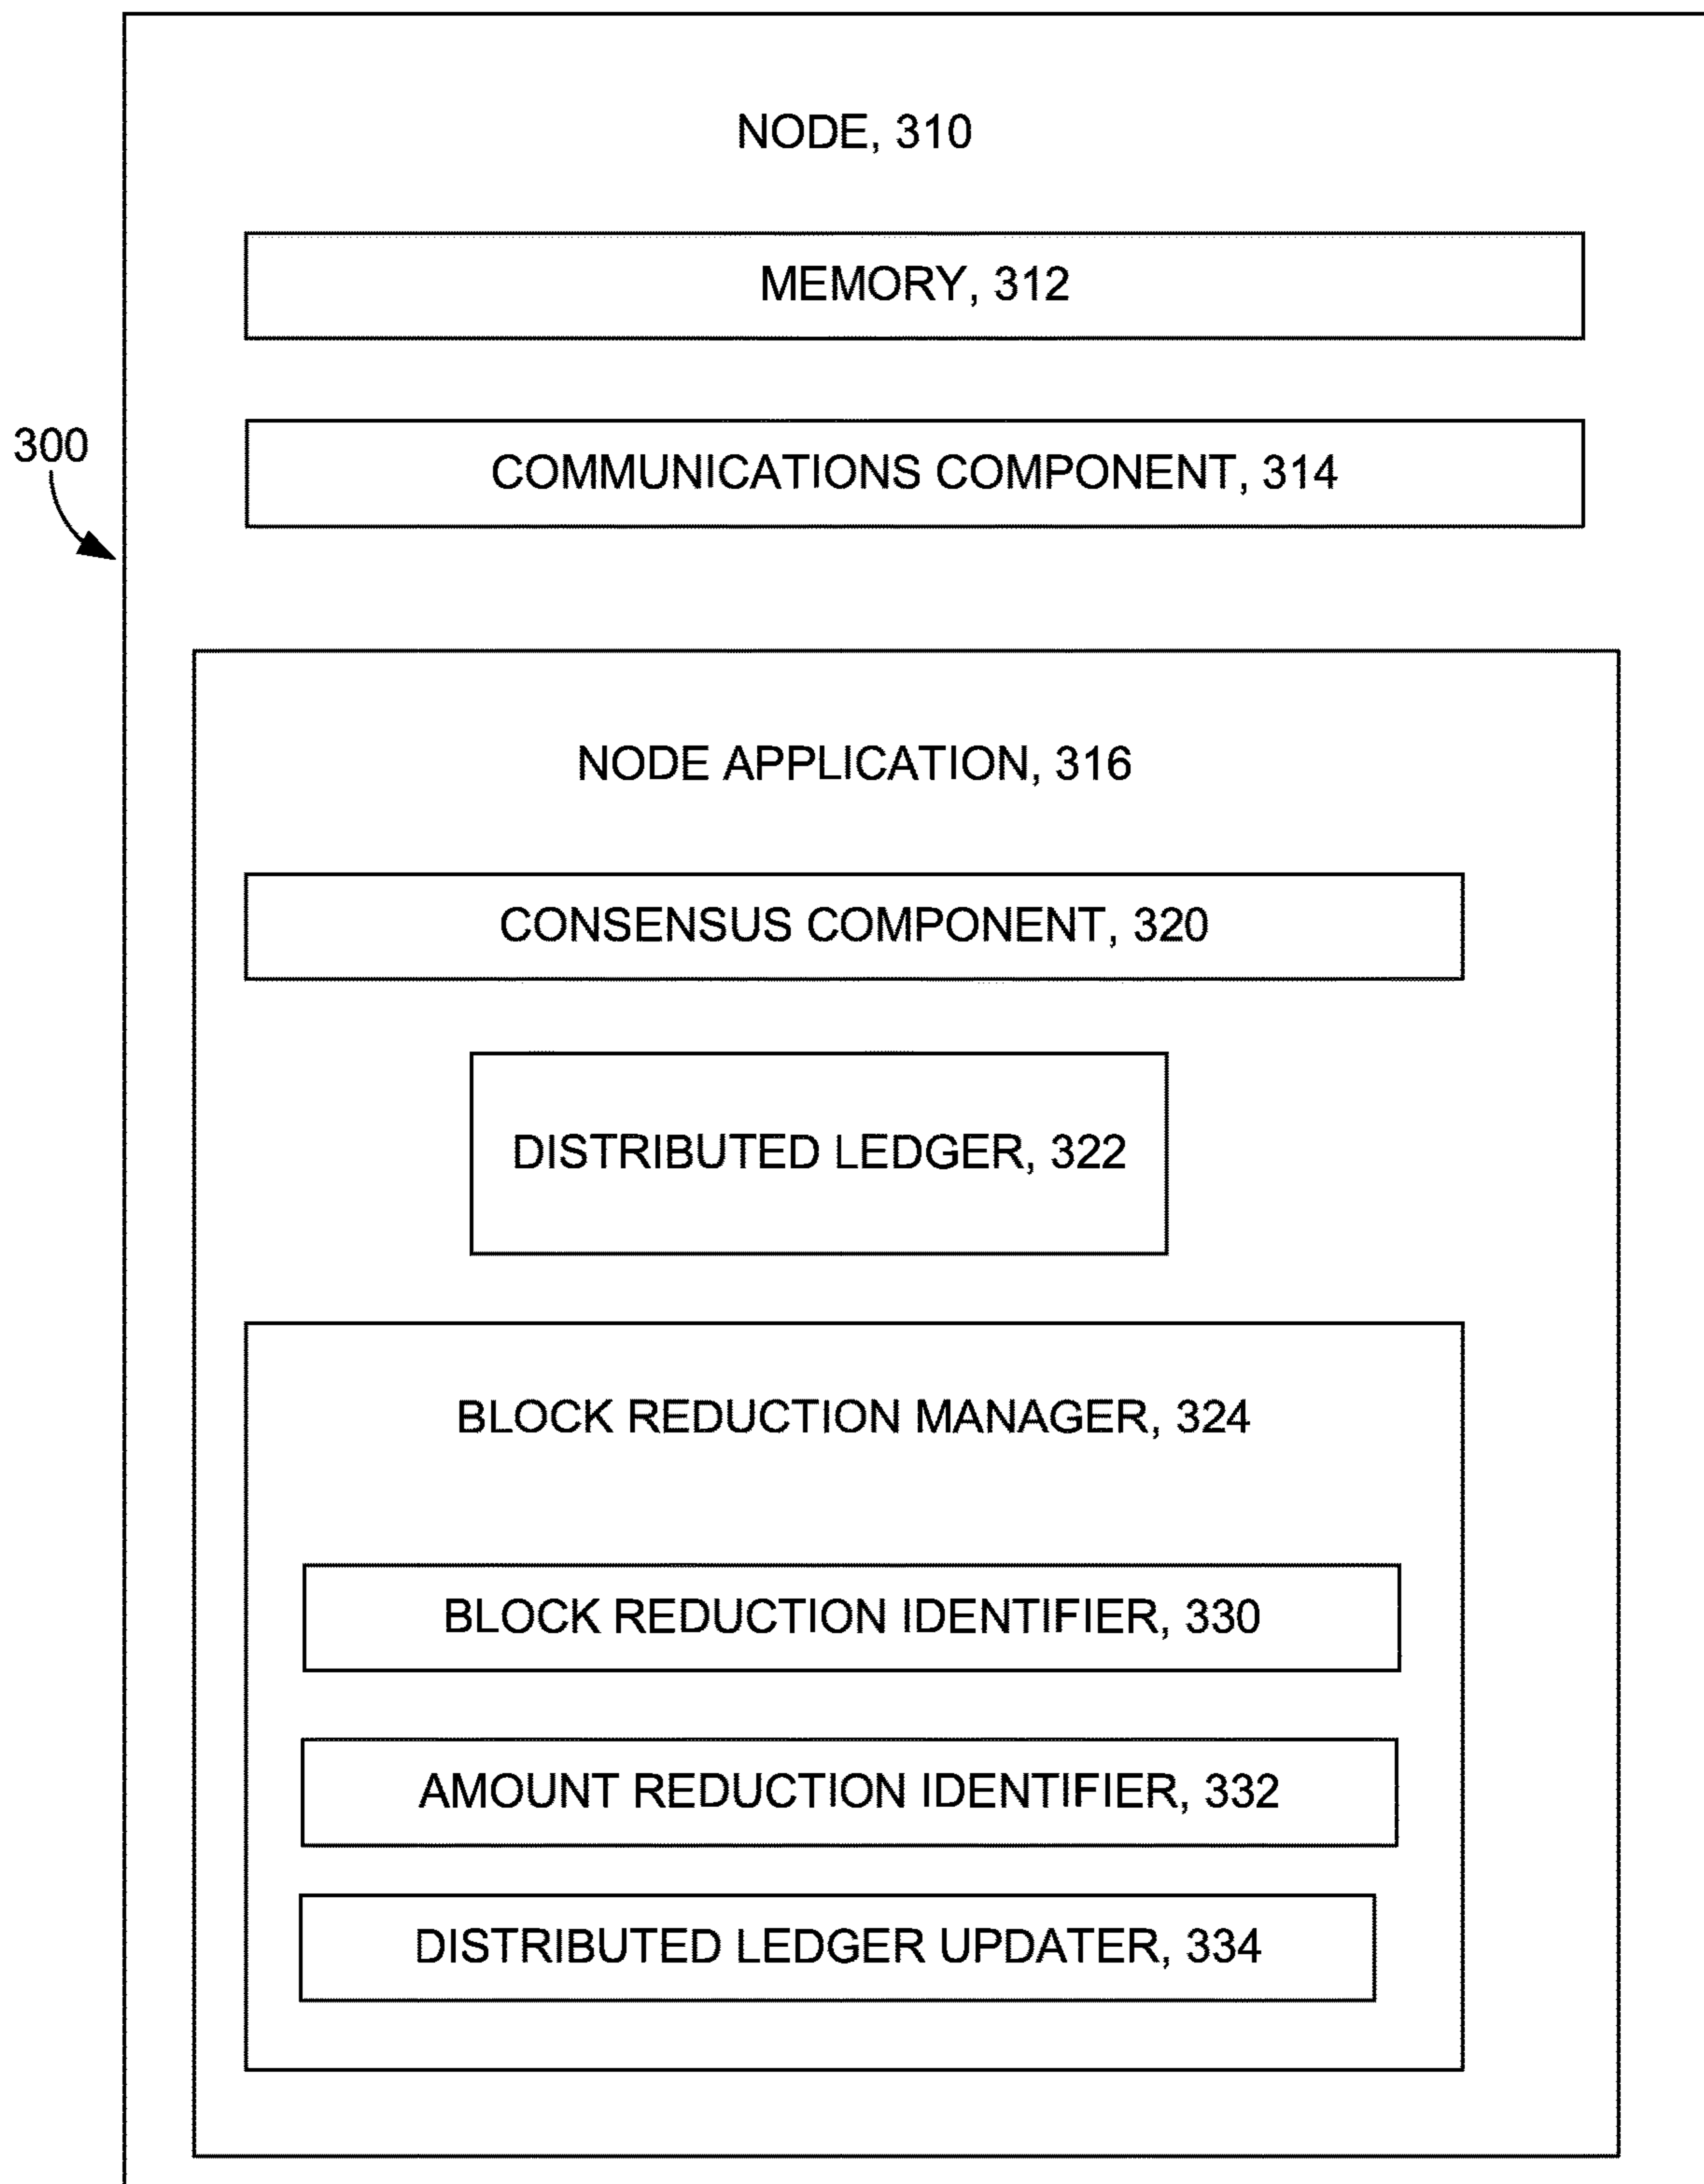 NODE, 310
MEMORY, 312
300
COMMUNICATIONS COMPONENT, 314
NODE APPLICATION, 316
CONSENSUS COMPONENT, 320
DISTRIBUTED LEDGER, 322
BLOCK REDUCTION MANAGER, 324
BLOCK REDUCTION IDENTIFIER, 330
AMOUNT REDUCTION IDENTIFIER, 332
DISTRIBUTED LEDGER UPDATER, 334